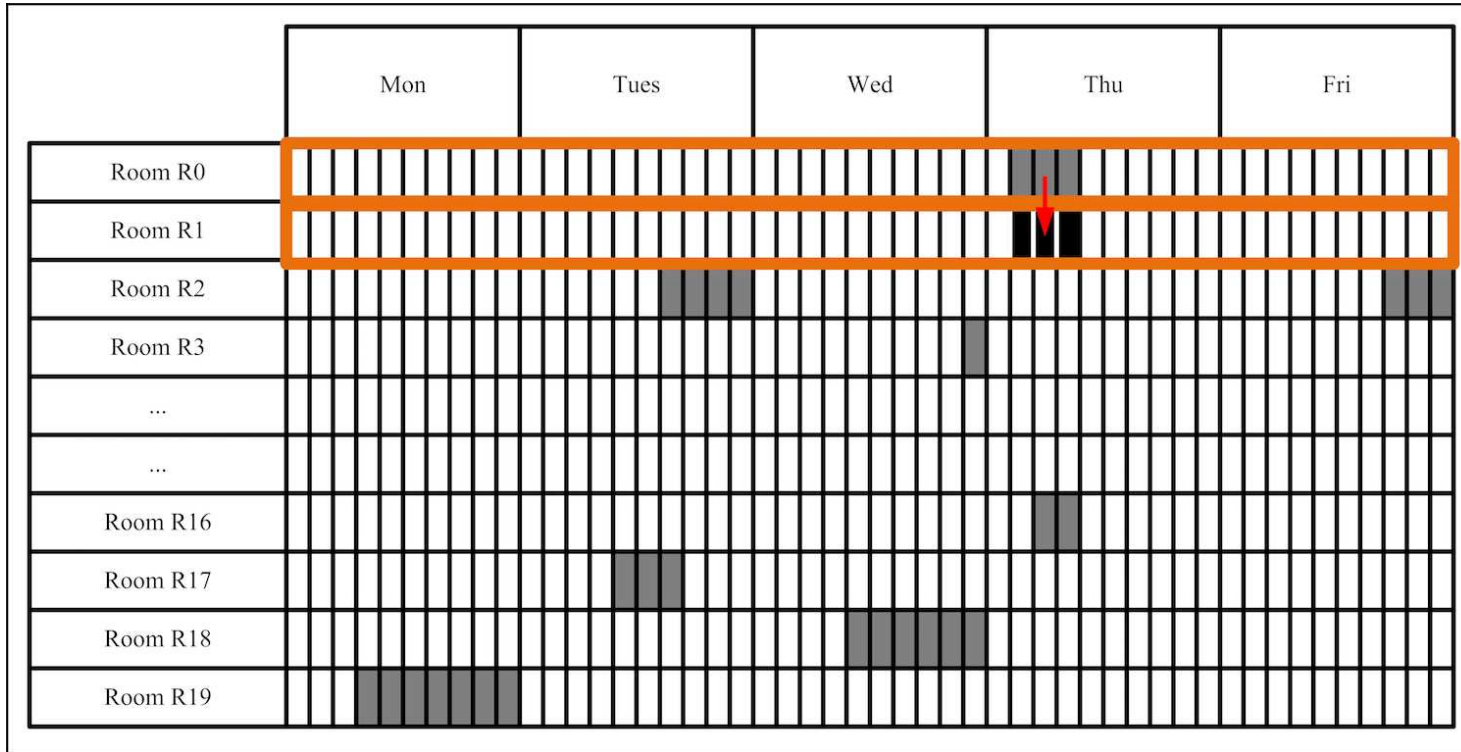 Mon Tues Wed Thu Fri
Room R0
Room R1
Room R2
Room R3
...
...
Room R16
Room R17
Room R18
Room R19